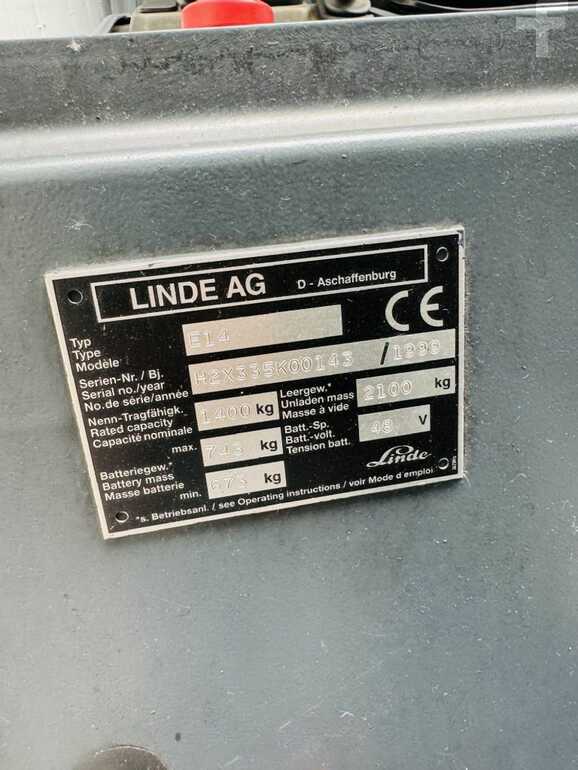 LINDE AG D - Aschaffenburg
Typ
Type
Modèle
E14
CE
Serien-Nr. / Bj.
Serial no./year
No. de série/année
H2X335K00143 / 1999
Nenn-Tragfähigk.
Rated capacity
Capacité nominale
1400 kg
Leergew.*
Unladen mass
Masse à vide
2100 kg
Batteriegew.*
Battery mass
Masse batterie
max. 743 kg
min. 673 kg
Batt.-Sp.
Batt.-volt.
Tension batt.
48 V
Linde
*s. Betriebsanl. / see Operating instructions / voir Mode d'emploi